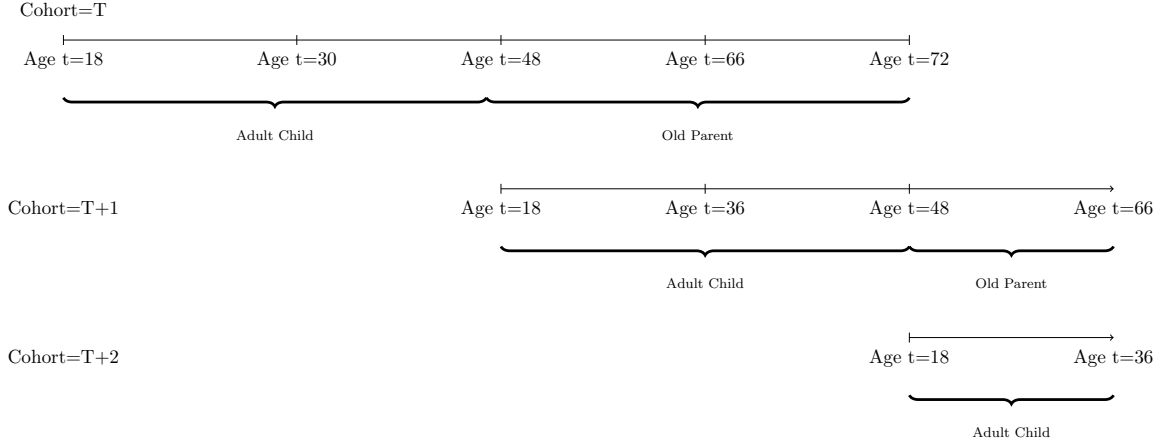 Cohort=T
Age t=18 Age t=30 Age t=48 Age t=66 Age t=72
Adult Child Old Parent
Cohort=T+1 Age t=18 Age t=36 Age t=48 Age t=66
Adult Child Old Parent
Cohort=T+2 Age t=18 Age t=36
Adult Child